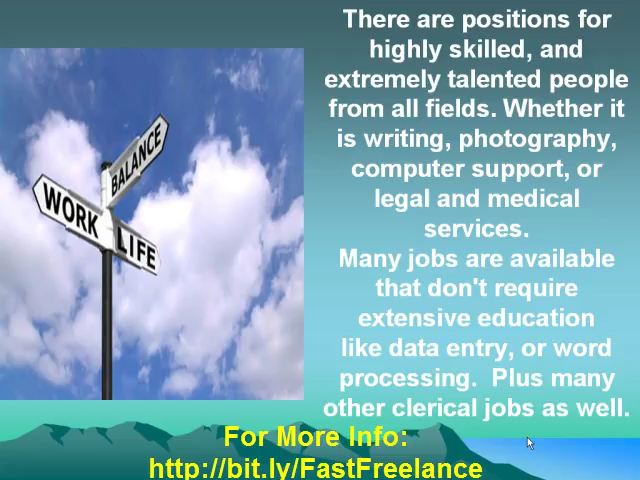 BALANCE
WORK
LIFE
There are positions for
highly skilled, and
extremely talented people
from all fields. Whether it
is writing, photography,
computer support, or
legal and medical
services.
Many jobs are available
that don't require
extensive education
like data entry, or word
processing. Plus many
other clerical jobs as well.
For More Info:
http://bit.ly/FastFreelance